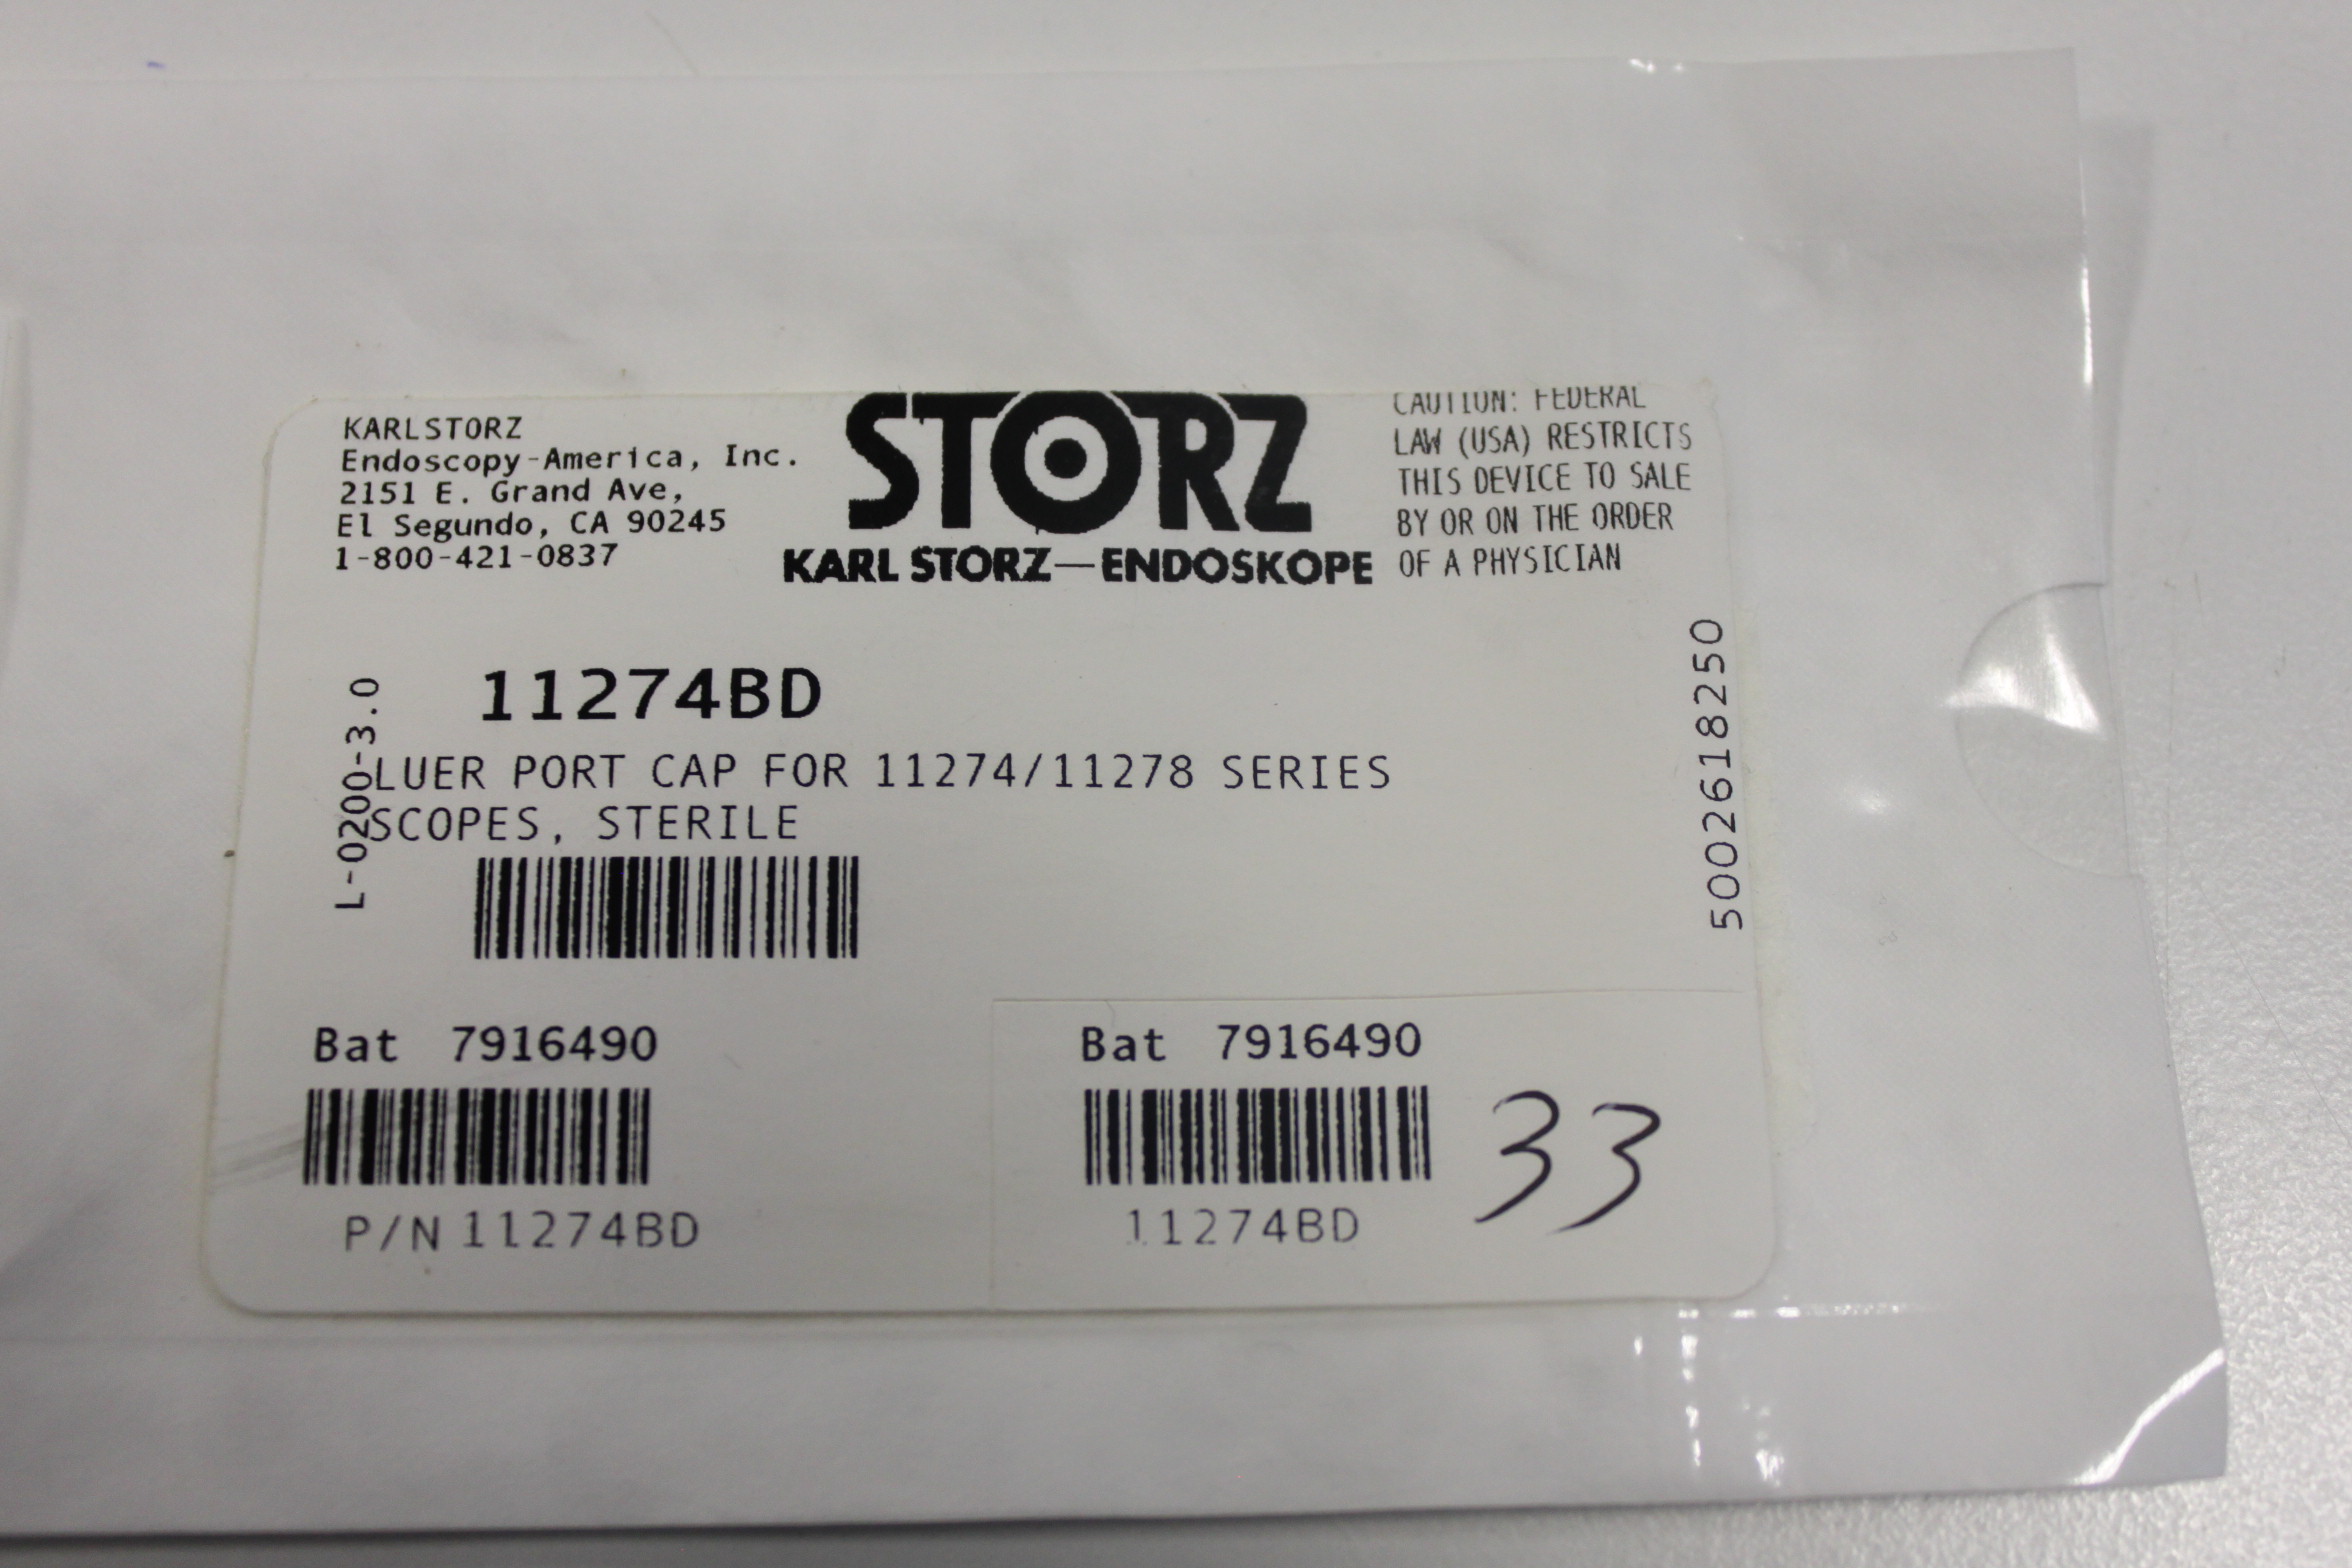 KARLSTORZ
Endoscopy-America, Inc.
2151 E. Grand Ave,
El Segundo, CA 90245
1-800-421-0837
STORZ
KARL STORZ—ENDOSKOPE
CAUTION: FEDERAL
LAW (USA) RESTRICTS
THIS DEVICE TO SALE
BY OR ON THE ORDER
OF A PHYSICIAN
11274BD
L-0200-3.0
LUER PORT CAP FOR 11274/11278 SERIES
SCOPES, STERILE
5002618250
Bat 7916490
P/N 11274BD
Bat 7916490
11274BD
33